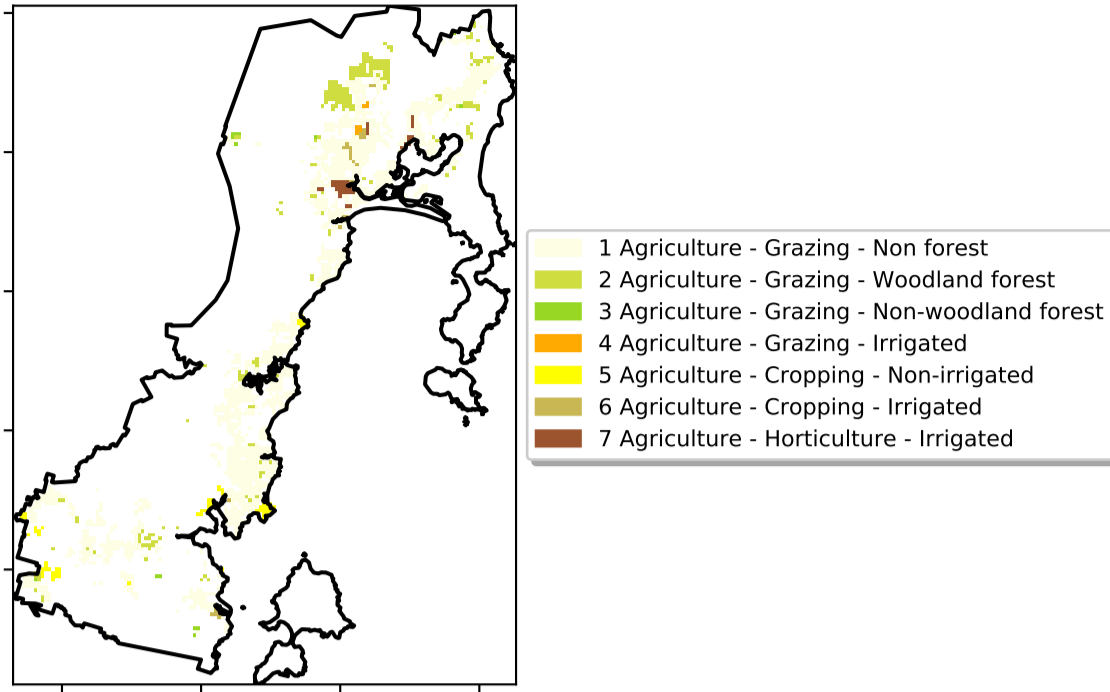 1 Agriculture - Grazing - Non forest
2 Agriculture - Grazing - Woodland forest
3 Agriculture - Grazing - Non-woodland forest
4 Agriculture - Grazing - Irrigated
5 Agriculture - Cropping - Non-irrigated
6 Agriculture - Cropping - Irrigated
7 Agriculture - Horticulture - Irrigated